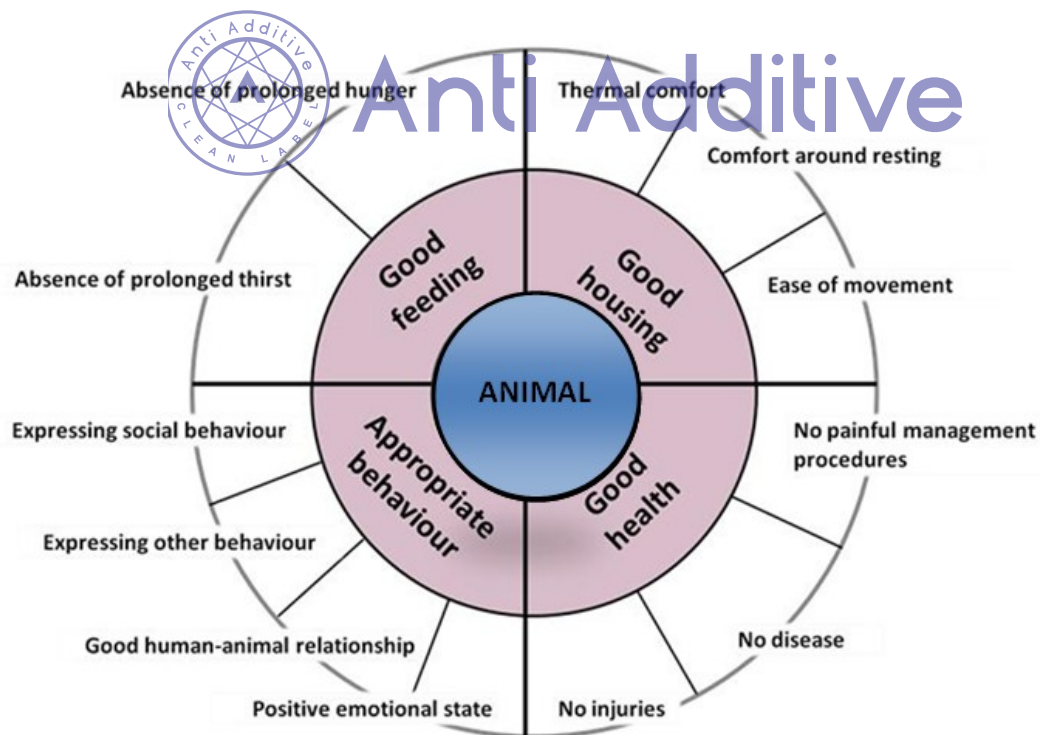 Anti Additive
CLEAN LABEL
A
Anti Additive
Absence of prolonged hunger
Thermal comfort
Comfort around resting
Absence of prolonged thirst
Ease of movement
Good
feeding
Good
housing
ANIMAL
Appropriate
behaviour
Good
health
Expressing social behaviour
No painful management
procedures
Expressing other behaviour
Good human-animal relationship
No disease
Positive emotional state
No injuries